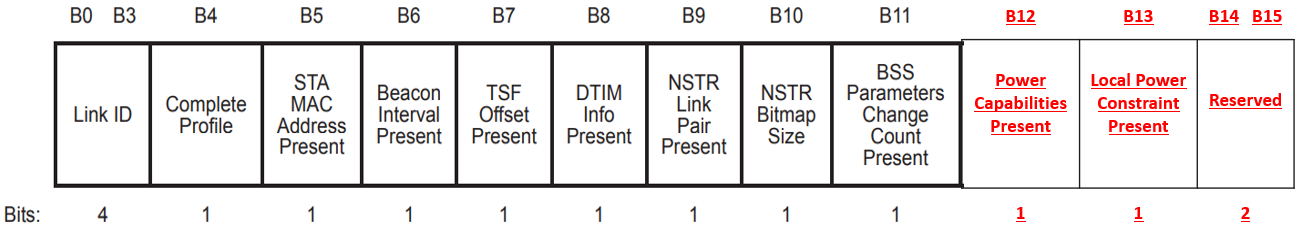 B0 B3 B4 B5 B6 B7 B8 B9 B10 B11 B12 B13 B14 B15
Link ID
Complete
Profile
STA
MAC
Address
Present
Beacon
Interval
Present
TSF
Offset
Present
DTIM
Info
Present
NSTR
Link
Pair
Present
NSTR
Bitmap
Size
BSS
Parameters
Change
Count
Present
Power
Capabilities
Present
Local Power
Constraint
Present
Reserved
Bits: 4 1 1 1 1 1 1 1 1 1 1 2